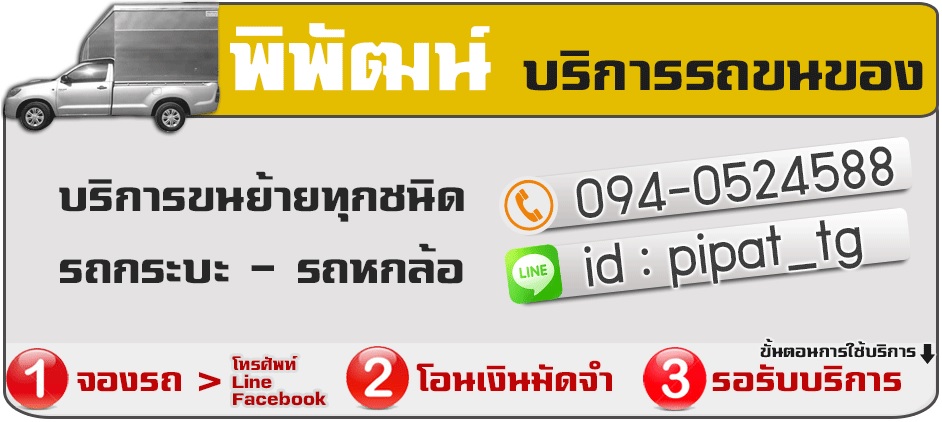 พิพัฒน์ บริการรถขนของ
บริการขนย้ายทุกชนิด
094-0524588
รถกระบะ - รถหกล้อ
LINE
id : pipat_tg
ขั้นตอนการใช้บริการ
1 จองรถ >
โทรศัพท์
Line
Facebook
2 โอนเงินมัดจำ
3 รอรับบริการ